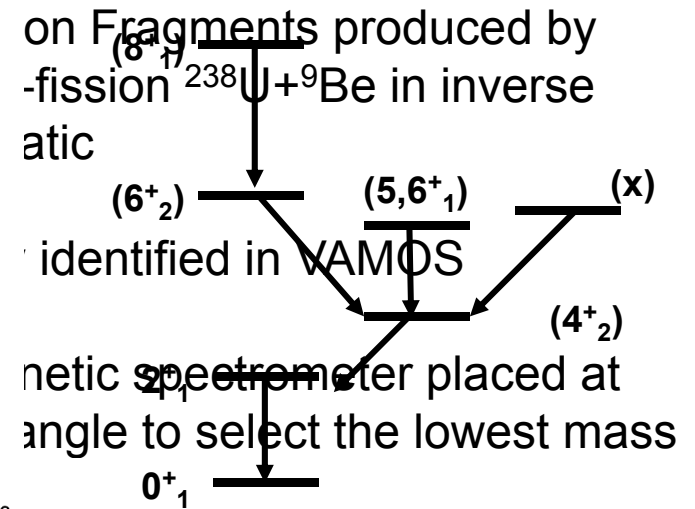 on Fragments produced by
(8⁺₁)
-fission ²³⁸U+⁹Be in inverse
atic
(6⁺₂) (5,6⁺₁) (x)
identified in VAMOS
(4⁺₂)
netic spectrometer placed at
2⁺₁
angle to select the lowest mass
0⁺₁